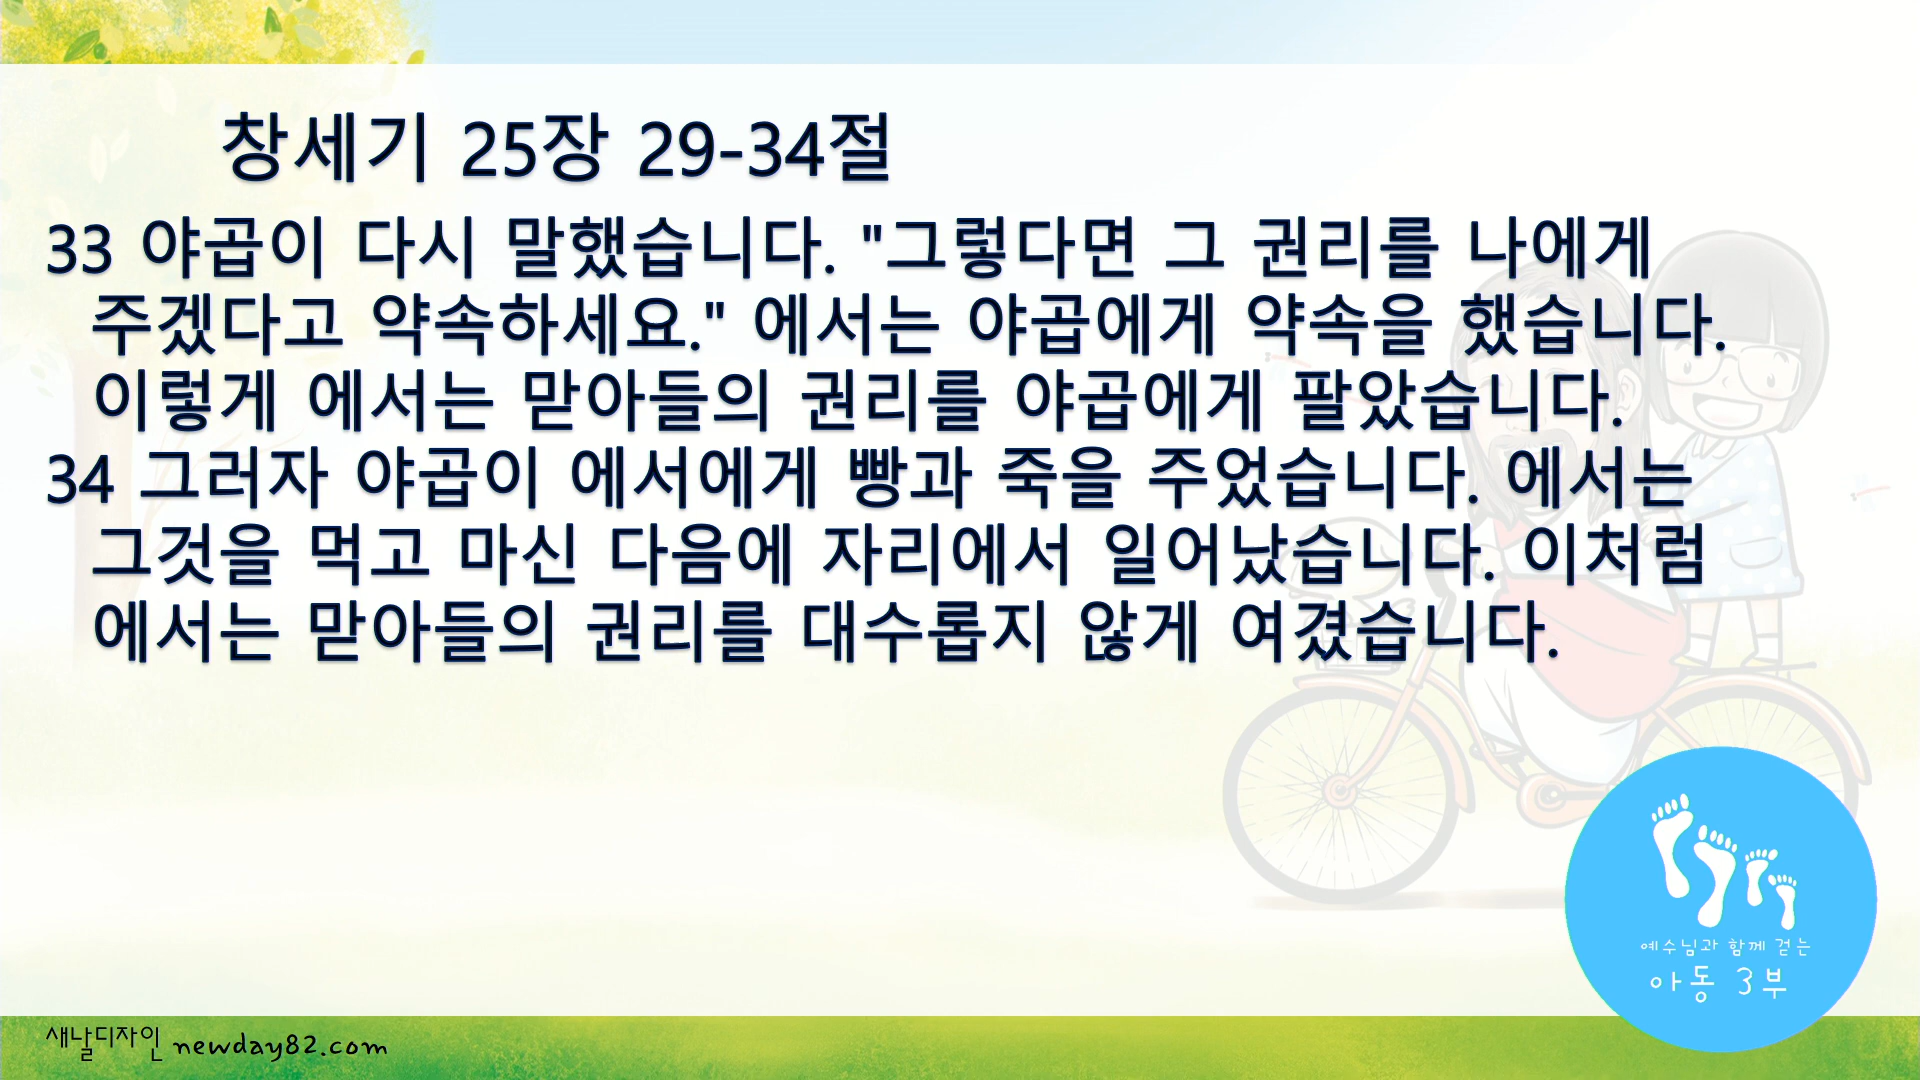 창세기 25장 29-34절
33 야곱이 다시 말했습니다. "그렇다면 그 권리를 나에게
주겠다고 약속하세요." 에서는 야곱에게 약속을 했습니다.
이렇게 에서는 맏아들의 권리를 야곱에게 팔았습니다.
34 그러자 야곱이 에서에게 빵과 죽을 주었습니다. 에서는
그것을 먹고 마신 다음에 자리에서 일어났습니다. 이처럼
에서는 맏아들의 권리를 대수롭지 않게 여겼습니다.
예수님과 함께 걷는
아동 3부
새날디자인 newday82.com